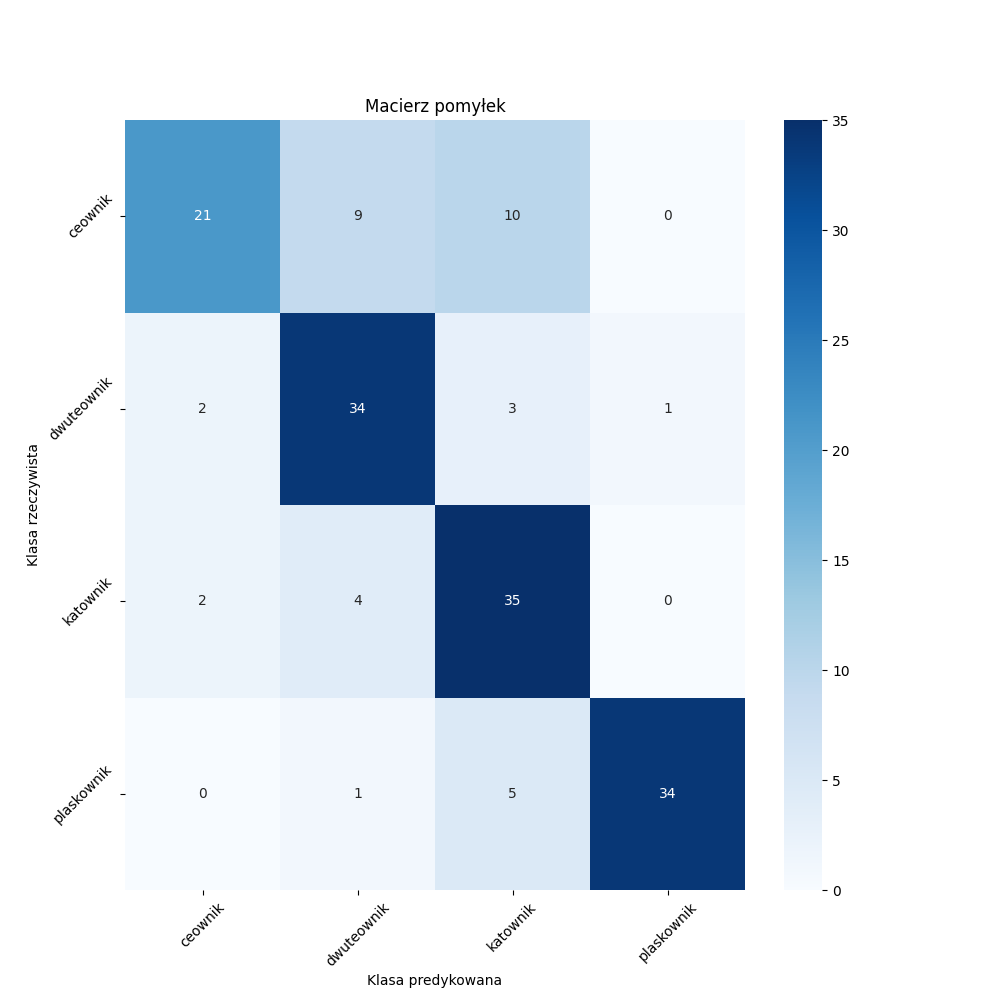 Macierz pomyłek
ceownik 21 9 10 0
dwuteownik 2 34 3 1
katownik 2 4 35 0
plaskownik 0 1 5 34
ceownik dwuteownik katownik plaskownik
Klasa predykowana
Klasa rzeczywista
35
30
25
20
15
10
5
0